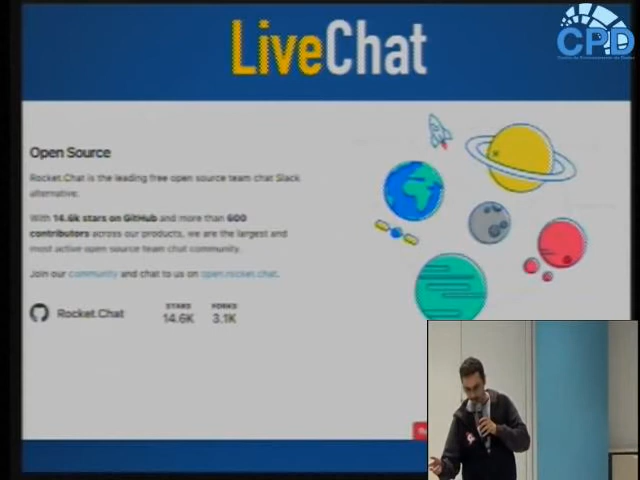 LiveChat
CPD
Open Source
Rocket.Chat is the leading free open source team chat Slack
alternative.
With 14.6k stars on GitHub and more than 600
contributors across our products, we are the largest and
most active open source team chat community.
Join our community and chat to us on open.rocket.chat.
Rocket.Chat
STARS
14.6K
FORKS
3.1K